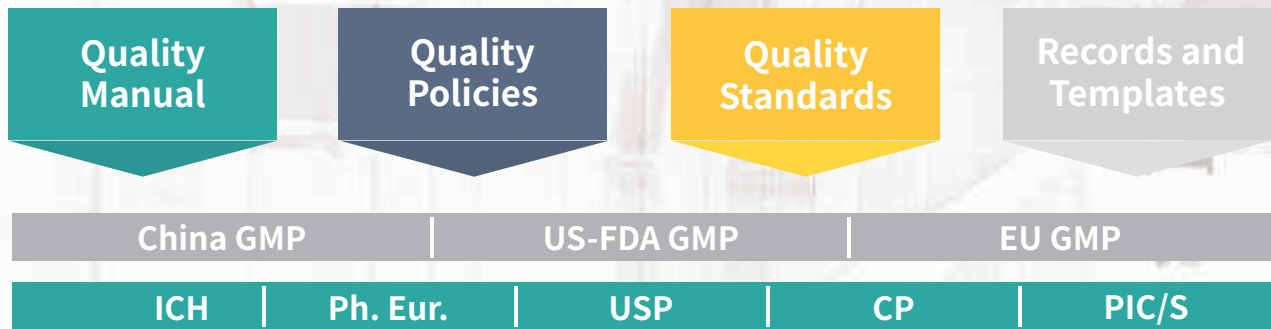 Quality
Manual
Quality
Policies
Quality
Standards
Records and
Templates
China GMP
US-FDA GMP
EU GMP
ICH
Ph. Eur.
USP
CP
PIC/S